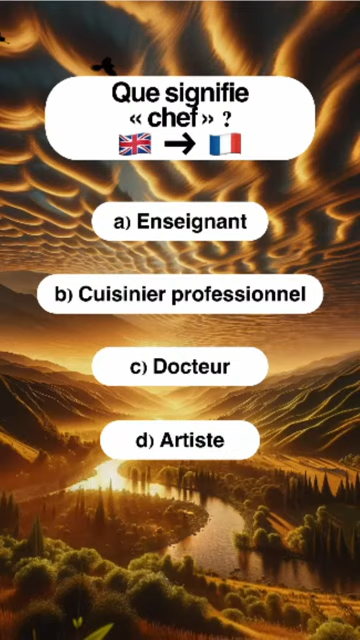 Que signifie
« chef » ?
🇬🇧 → 🇫🇷
a) Enseignant
b) Cuisinier professionnel
c) Docteur
d) Artiste